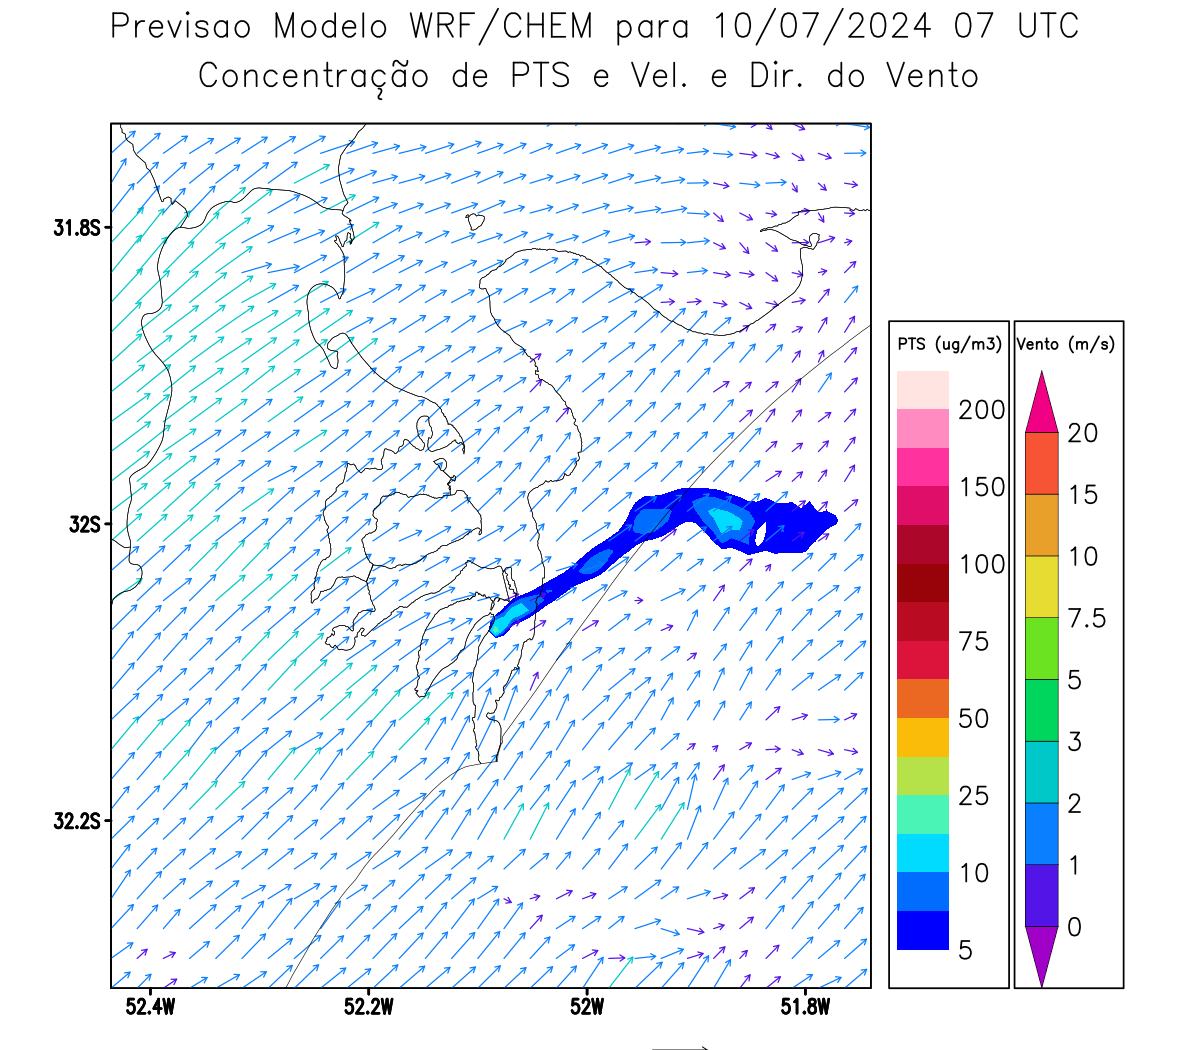 Previsao Modelo WRF/CHEM para 10/07/2024 07 UTC
Concentração de PTS e Vel. e Dir. do Vento
31.8S
32S
32.2S
52.4W 52.2W 52W 51.8W
PTS (ug/m3)
200
150
100
75
50
25
10
5
Vento (m/s)
20
15
10
7.5
5
3
2
1
0